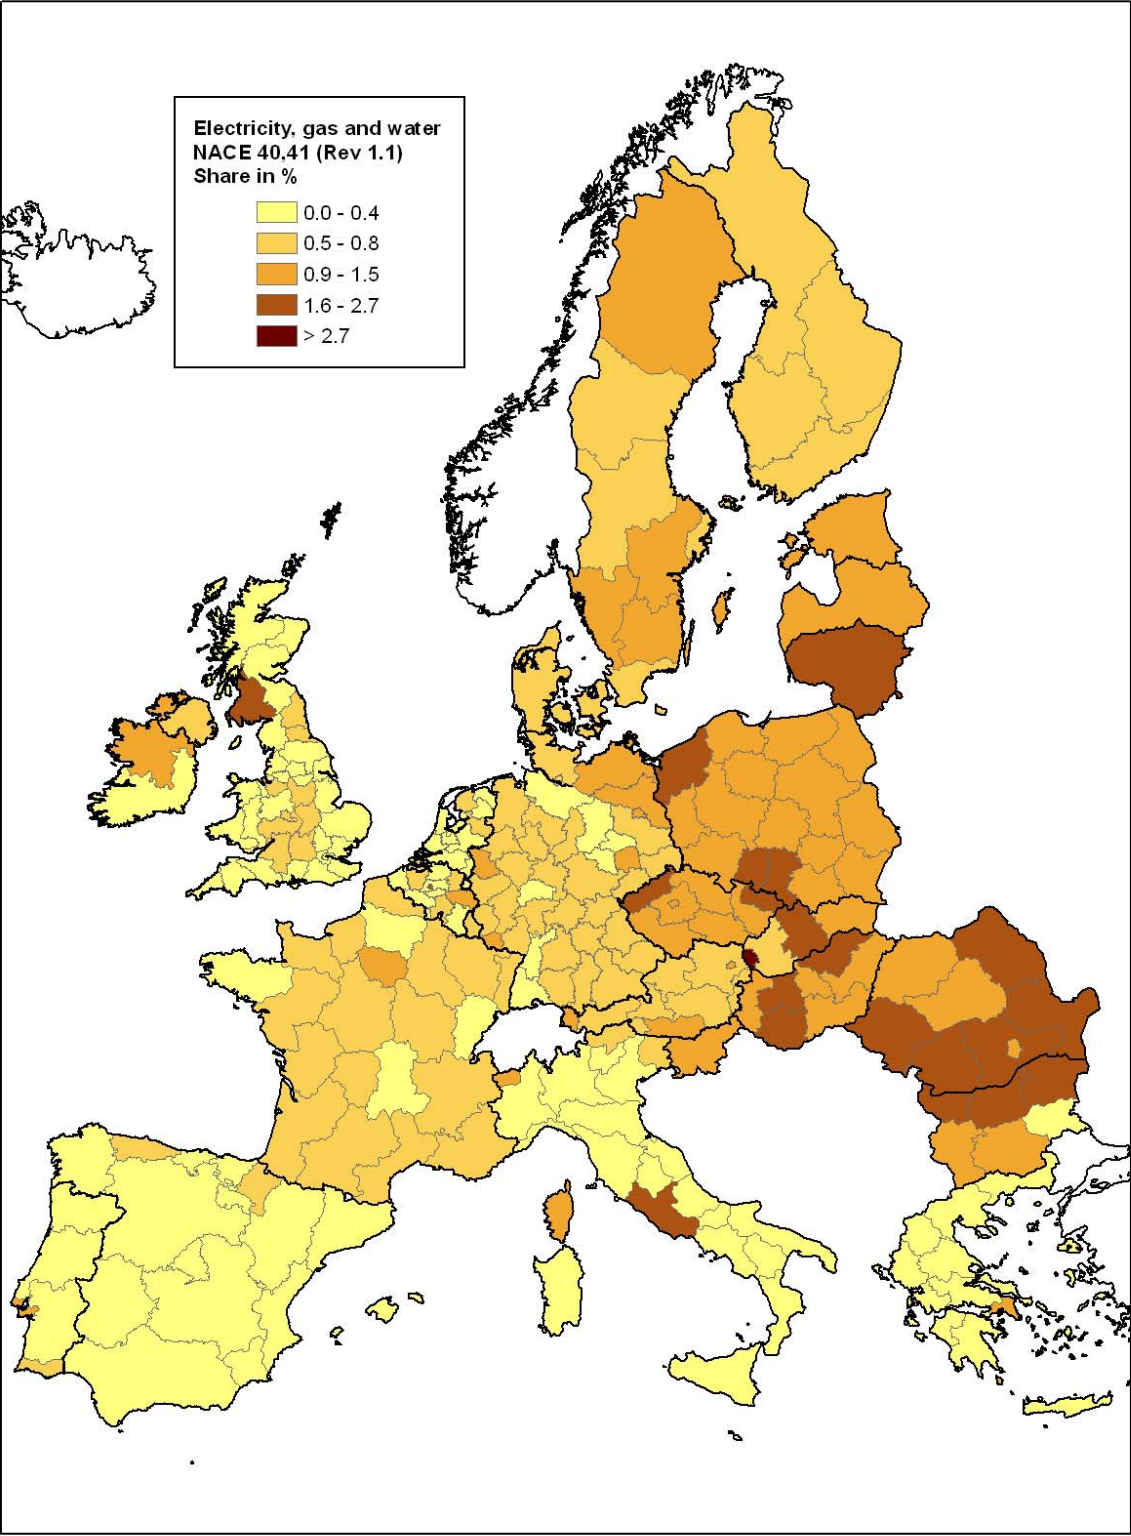 Electricity, gas and water
NACE 40,41 (Rev 1.1)
Share in %
0.0 - 0.4
0.5 - 0.8
0.9 - 1.5
1.6 - 2.7
> 2.7